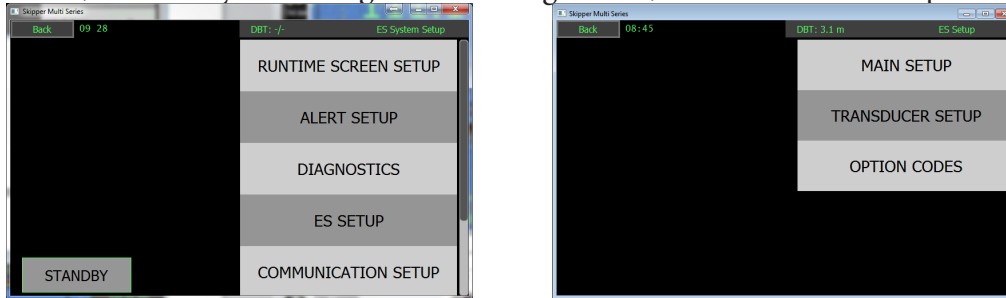 Skipper Multi Series
Back 09 28 DBT: -/- ES System Setup
RUNTIME SCREEN SETUP
ALERT SETUP
DIAGNOSTICS
ES SETUP
COMMUNICATION SETUP
STANDBY
Skipper Multi Series
Back 08:45 DBT: 3.1 m ES Setup
MAIN SETUP
TRANSDUCER SETUP
OPTION CODES